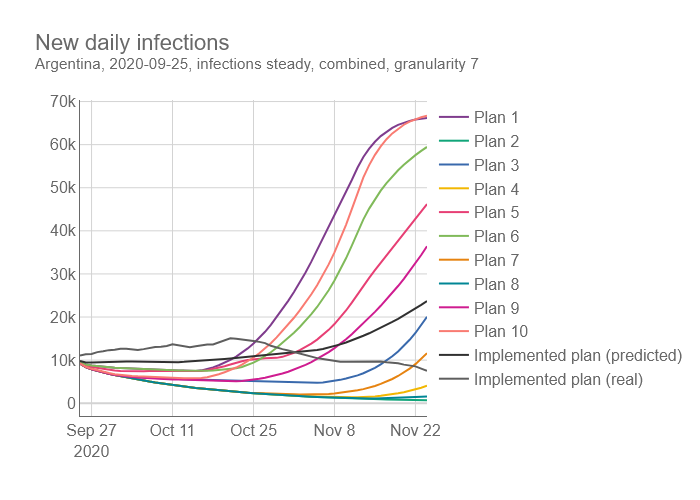 New daily infections
Argentina, 2020-09-25, infections steady, combined, granularity 7
70k
60k
50k
40k
30k
20k
10k
0
Sep 27
2020
Oct 11
Oct 25
Nov 8
Nov 22
Plan 1
Plan 2
Plan 3
Plan 4
Plan 5
Plan 6
Plan 7
Plan 8
Plan 9
Plan 10
Implemented plan (predicted)
Implemented plan (real)